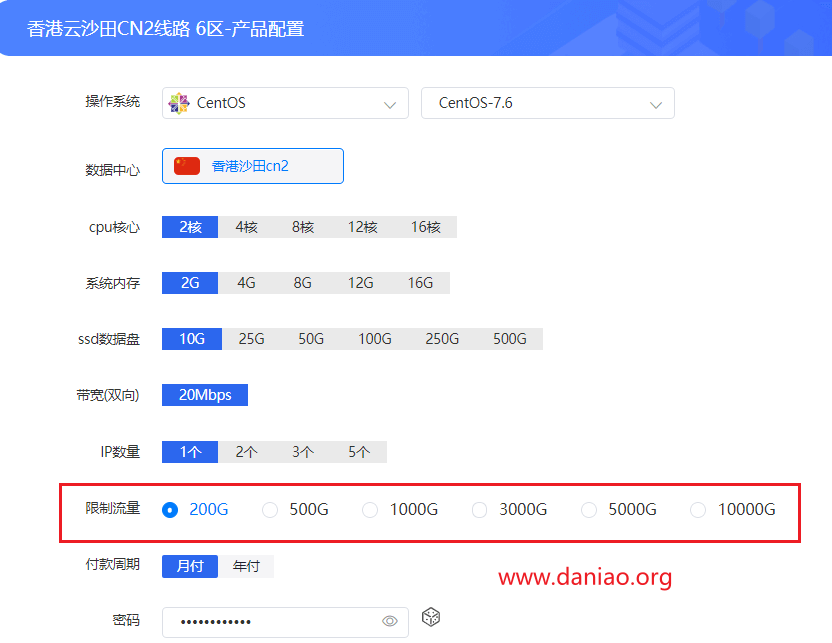 香港云沙田CN2线路 6区-产品配置
操作系统 CentOS CentOS-7.6
数据中心 香港沙田cn2
cpu核心 2核 4核 8核 12核 16核
系统内存 2G 4G 8G 12G 16G
ssd数据盘 10G 25G 50G 100G 250G 500G
带宽(双向) 20Mbps
IP数量 1个 2个 3个 5个
限制流量 200G 500G 1000G 3000G 5000G 10000G
付款周期 月付 年付
www.daniao.org
密码 ••••••••••••